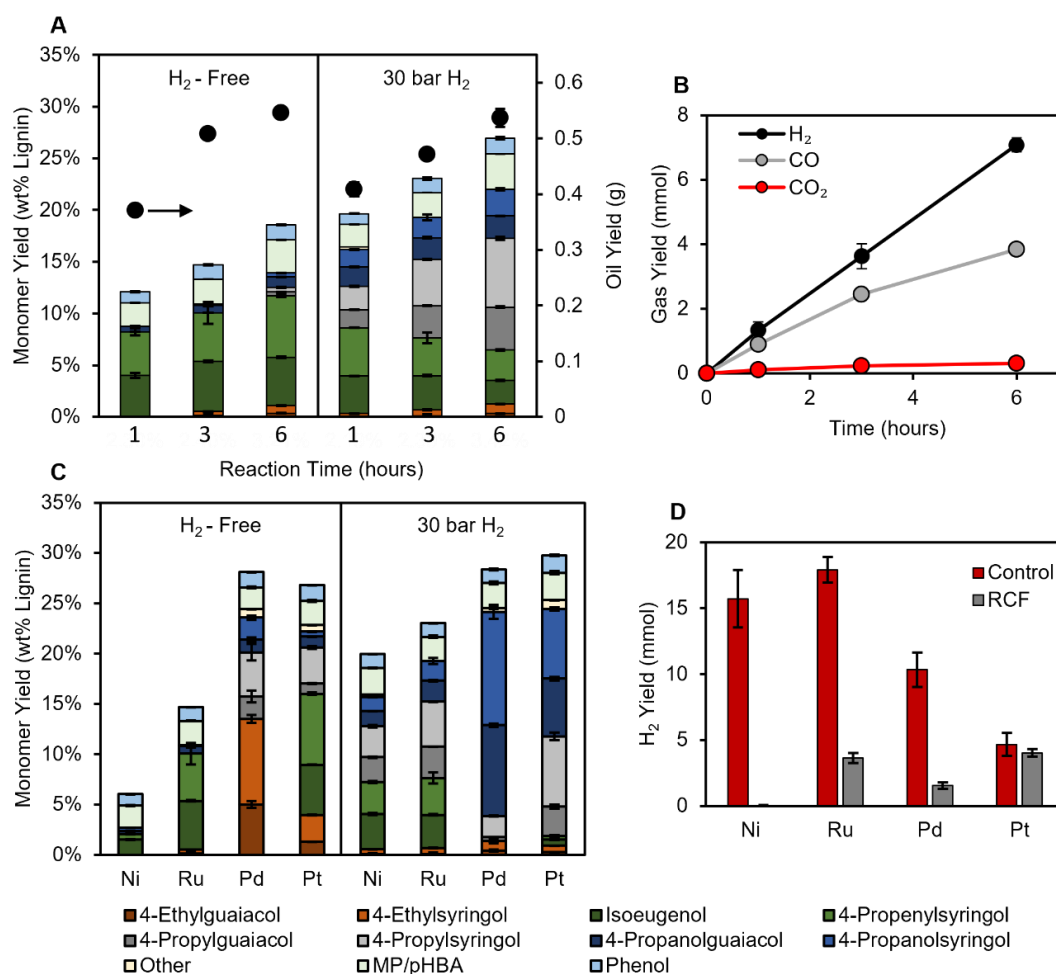 A
H2 - Free
30 bar H2
35%
30%
25%
20%
15%
10%
5%
0%
Monomer Yield (wt% Lignin)
0.6
0.5
0.4
0.3
0.2
0.1
0
Oil Yield (g)
1 3 6 1 3 6
Reaction Time (hours)
B
H2
CO
CO2
8
6
4
2
0
Gas Yield (mmol)
0 2 4 6
Time (hours)
C
H2 - Free
30 bar H2
35%
30%
25%
20%
15%
10%
5%
0%
Monomer Yield (wt% Lignin)
Ni Ru Pd Pt Ni Ru Pd Pt
D
Control
RCF
20
15
10
5
0
H2 Yield (mmol)
Ni Ru Pd Pt
4-Ethylguaiacol 4-Ethylsyringol Isoeugenol 4-Propenylsyringol
4-Propylguaiacol 4-Propylsyringol 4-Propanolguaiacol 4-Propanolsyringol
Other MP/pHBA Phenol